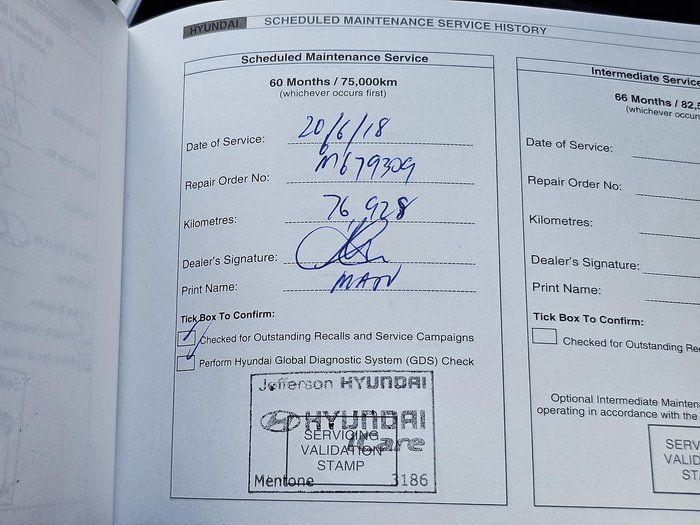 HYUNDAI SCHEDULED MAINTENANCE SERVICE HISTORY
Scheduled Maintenance Service
60 Months / 75,000km
(whichever occurs first)
Date of Service: 20/6/18
Repair Order No: M679309
Kilometres: 76,928
Dealer's Signature:
Print Name:
Tick Box To Confirm:
Checked for Outstanding Recalls and Service Campaigns
Perform Hyundai Global Diagnostic System (GDS) Check
Jefferson HYUNDAI
HYUNDAI
iCare
SERVICING
VALIDATION
STAMP
Mentone 3186
Intermediate Service
66 Months / 82,5
(whichever occurs
Date of Service:
Repair Order No:
Kilometres:
Dealer's Signature:
Print Name:
Tick Box To Confirm:
Checked for Outstanding Re
Optional Intermediate Mainten
operating in accordance with the
SERV
VALID
ST